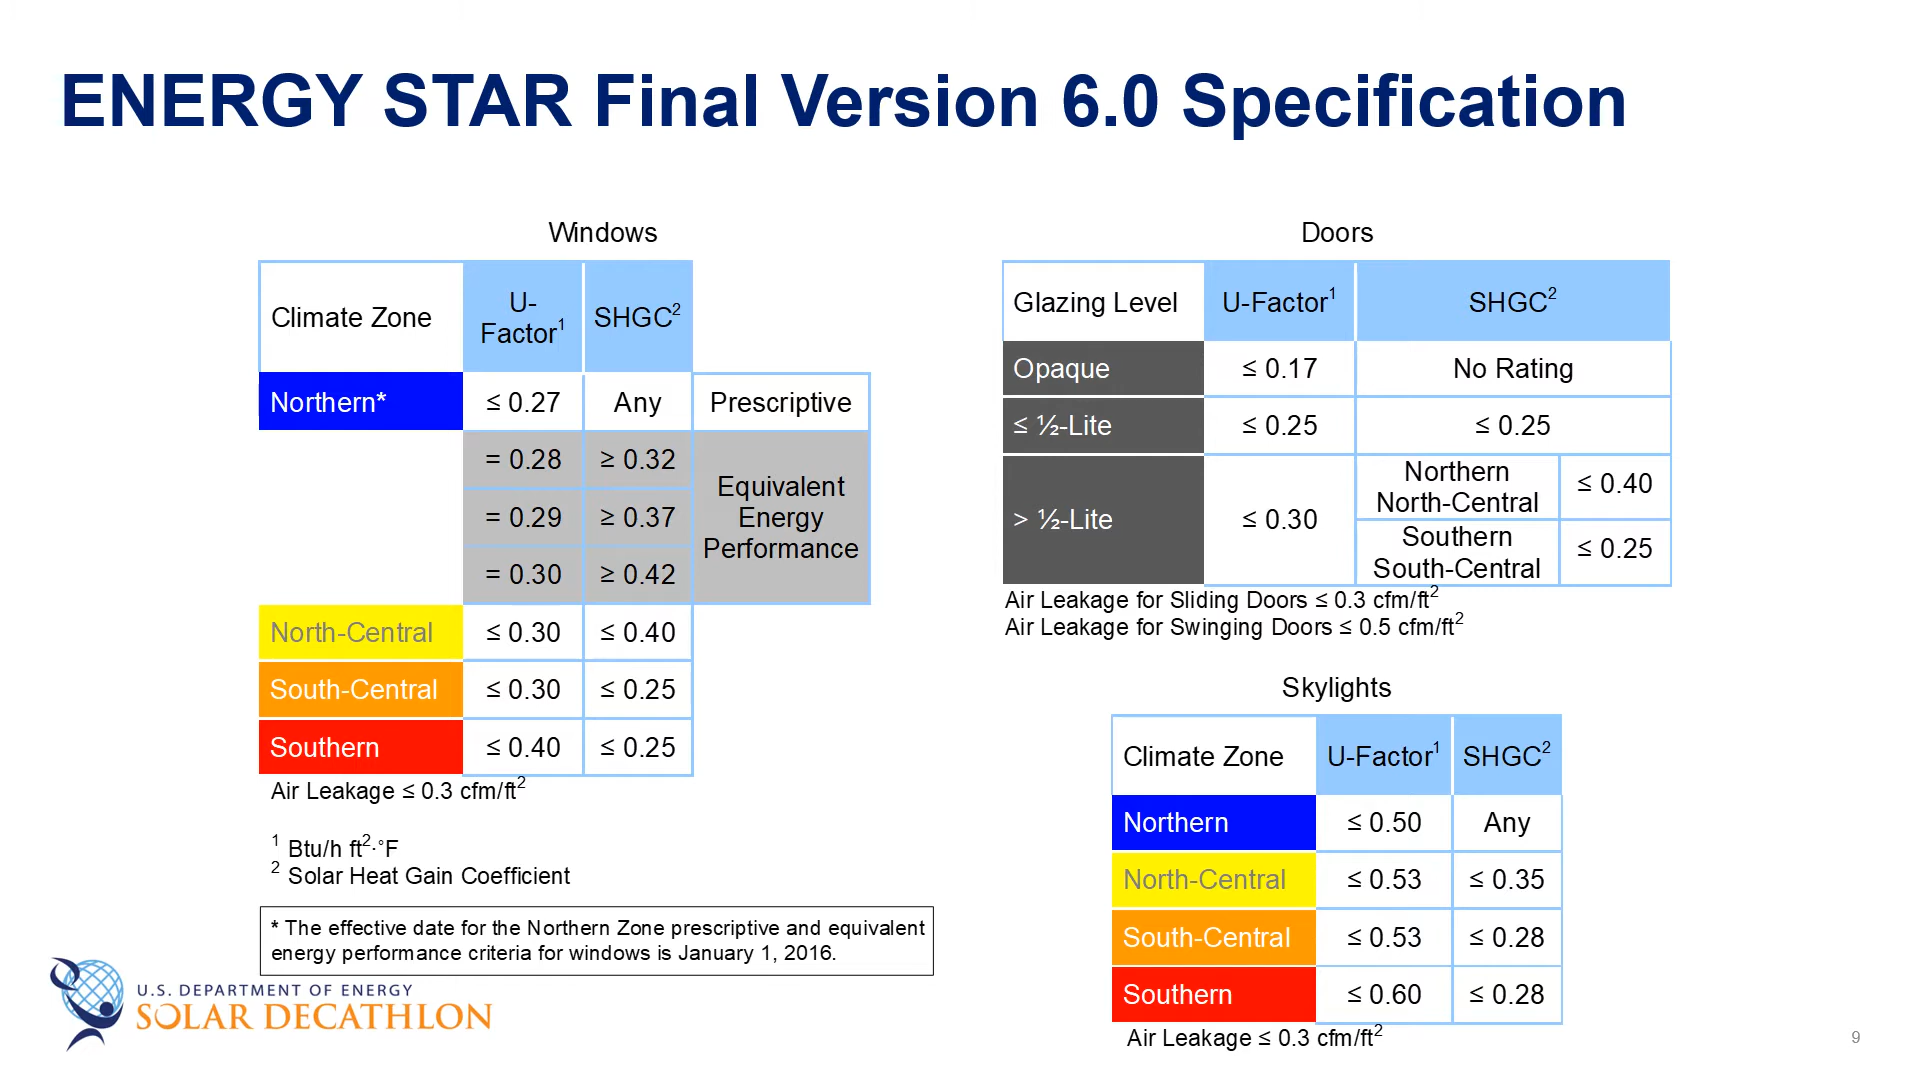 ENERGY STAR Final Version 6.0 Specification
Windows
Climate Zone U-Factor¹ SHGC²
Northern* ≤ 0.27 Any Prescriptive
= 0.28 ≥ 0.32
= 0.29 ≥ 0.37
= 0.30 ≥ 0.42
Equivalent
Energy
Performance
North-Central ≤ 0.30 ≤ 0.40
South-Central ≤ 0.30 ≤ 0.25
Southern ≤ 0.40 ≤ 0.25
Air Leakage ≤ 0.3 cfm/ft²
¹ Btu/h ft²·°F
² Solar Heat Gain Coefficient
* The effective date for the Northern Zone prescriptive and equivalent
energy performance criteria for windows is January 1, 2016.
Doors
Glazing Level U-Factor¹ SHGC²
Opaque ≤ 0.17 No Rating
≤ ½-Lite ≤ 0.25 ≤ 0.25
> ½-Lite ≤ 0.30
Northern
North-Central ≤ 0.40
Southern
South-Central ≤ 0.25
Air Leakage for Sliding Doors ≤ 0.3 cfm/ft²
Air Leakage for Swinging Doors ≤ 0.5 cfm/ft²
Skylights
Climate Zone U-Factor¹ SHGC²
Northern ≤ 0.50 Any
North-Central ≤ 0.53 ≤ 0.35
South-Central ≤ 0.53 ≤ 0.28
Southern ≤ 0.60 ≤ 0.28
Air Leakage ≤ 0.3 cfm/ft²
U.S. DEPARTMENT OF ENERGY
SOLAR DECATHLON
9